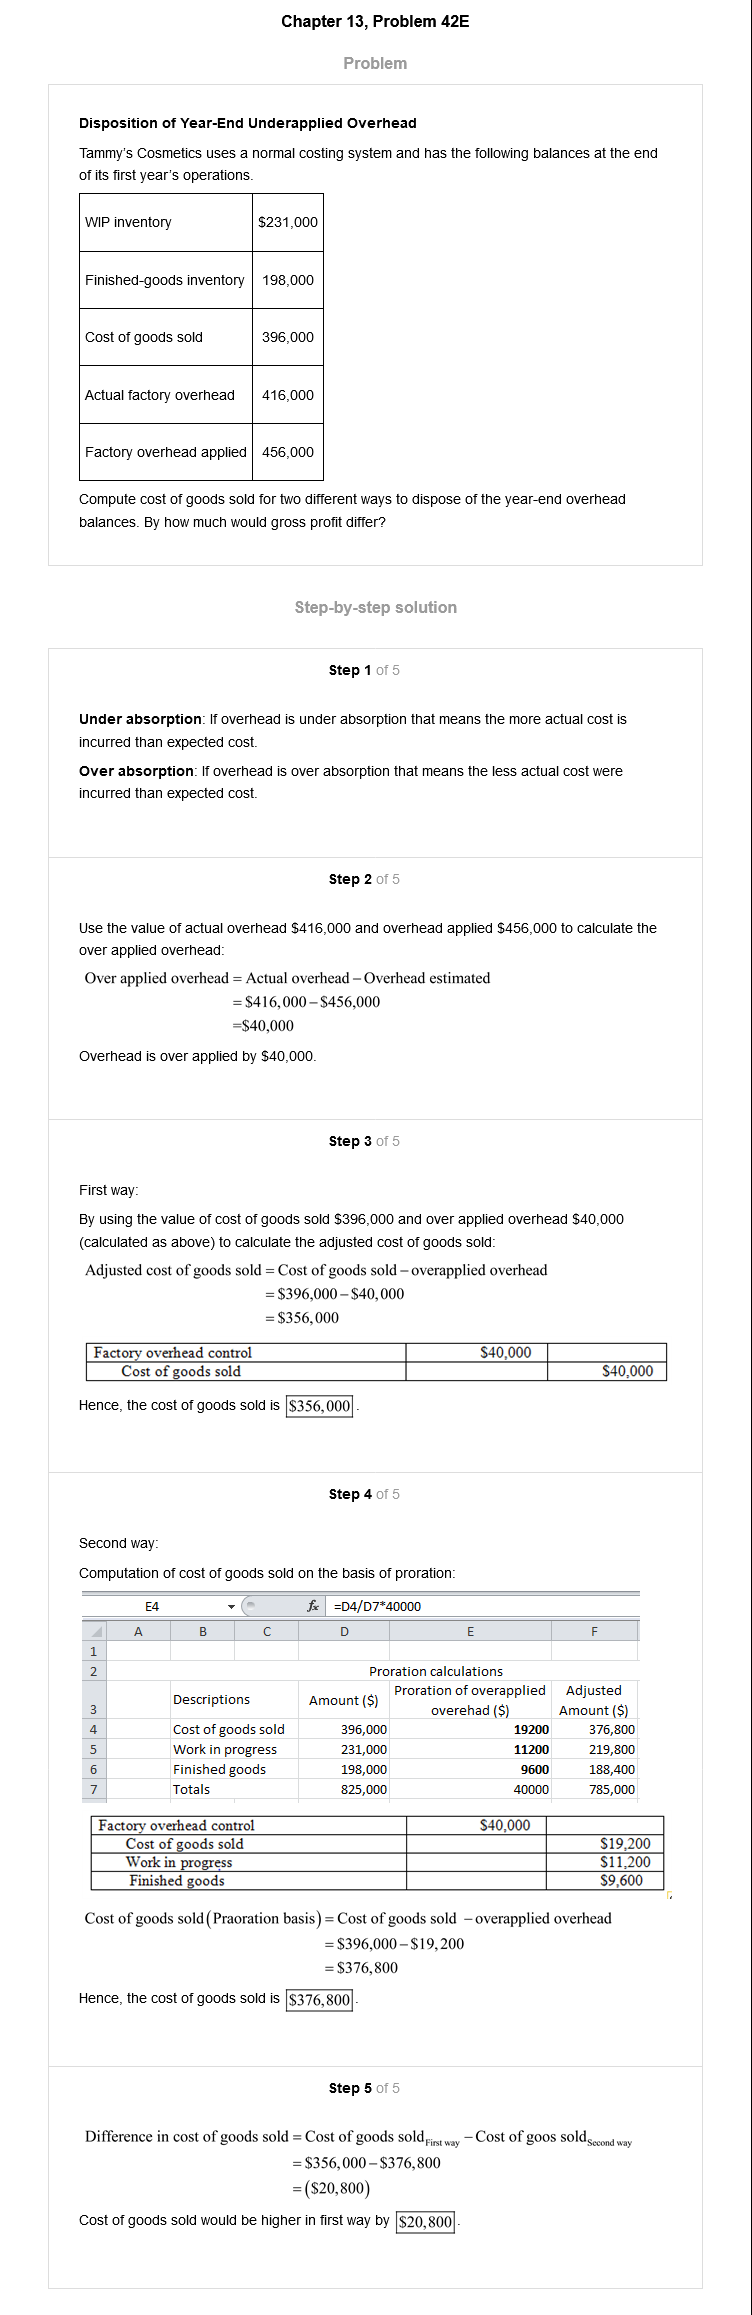 Chapter 13, Problem 42E
Problem
Disposition of Year-End Underapplied Overhead
Tammy's Cosmetics uses a normal costing system and has the following balances at the end
of its first year's operations.
WIP inventory $231,000
Finished-goods inventory 198,000
Cost of goods sold 396,000
Actual factory overhead 416,000
Factory overhead applied 456,000
Compute cost of goods sold for two different ways to dispose of the year-end overhead
balances. By how much would gross profit differ?
Step-by-step solution
Step 1 of 5
Under absorption: If overhead is under absorption that means the more actual cost is
incurred than expected cost.
Over absorption: If overhead is over absorption that means the less actual cost were
incurred than expected cost.
Step 2 of 5
Use the value of actual overhead $416,000 and overhead applied $456,000 to calculate the
over applied overhead:
Over applied overhead = Actual overhead – Overhead estimated
= $416,000 – $456,000
=$40,000
Overhead is over applied by $40,000.
Step 3 of 5
First way:
By using the value of cost of goods sold $396,000 and over applied overhead $40,000
(calculated as above) to calculate the adjusted cost of goods sold:
Adjusted cost of goods sold = Cost of goods sold – overapplied overhead
= $396,000 – $40,000
= $356,000
Factory overhead control $40,000
Cost of goods sold $40,000
Hence, the cost of goods sold is $356,000.
Step 4 of 5
Second way:
Computation of cost of goods sold on the basis of proration:
E4 fx =D4/D7*40000
A B C D E F
1
2 Proration calculations
3 Descriptions Amount ($) Proration of overapplied overehad ($) Adjusted Amount ($)
4 Cost of goods sold 396,000 19200 376,800
5 Work in progress 231,000 11200 219,800
6 Finished goods 198,000 9600 188,400
7 Totals 825,000 40000 785,000
Factory overhead control $40,000
Cost of goods sold $19,200
Work in progress $11,200
Finished goods $9,600
Cost of goods sold (Praoration basis) = Cost of goods sold – overapplied overhead
= $396,000 – $19,200
= $376,800
Hence, the cost of goods sold is $376,800.
Step 5 of 5
Difference in cost of goods sold = Cost of goods sold First way – Cost of goos sold Second way
= $356,000 – $376,800
= ($20,800)
Cost of goods sold would be higher in first way by $20,800.